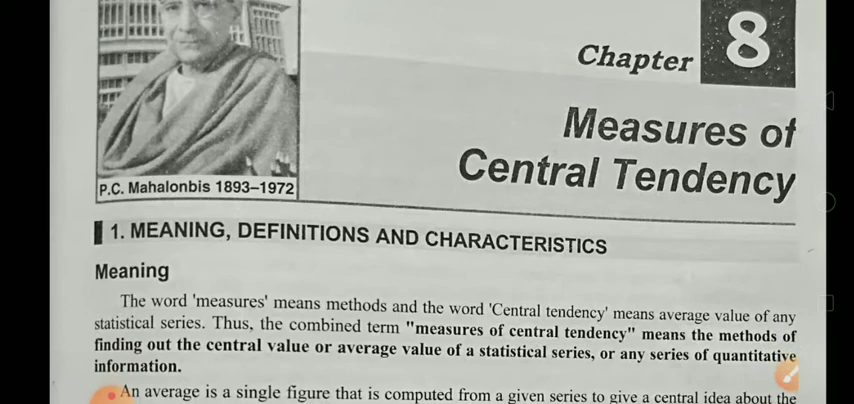 Chapter 8
Measures of
Central Tendency
P.C. Mahalonbis 1893–1972
1. MEANING, DEFINITIONS AND CHARACTERISTICS
Meaning
The word 'measures' means methods and the word 'Central tendency' means average value of any
statistical series. Thus, the combined term "measures of central tendency" means the methods of
finding out the central value or average value of a statistical series, or any series of quantitative
information.
An average is a single figure that is computed from a given series to give a central idea about the